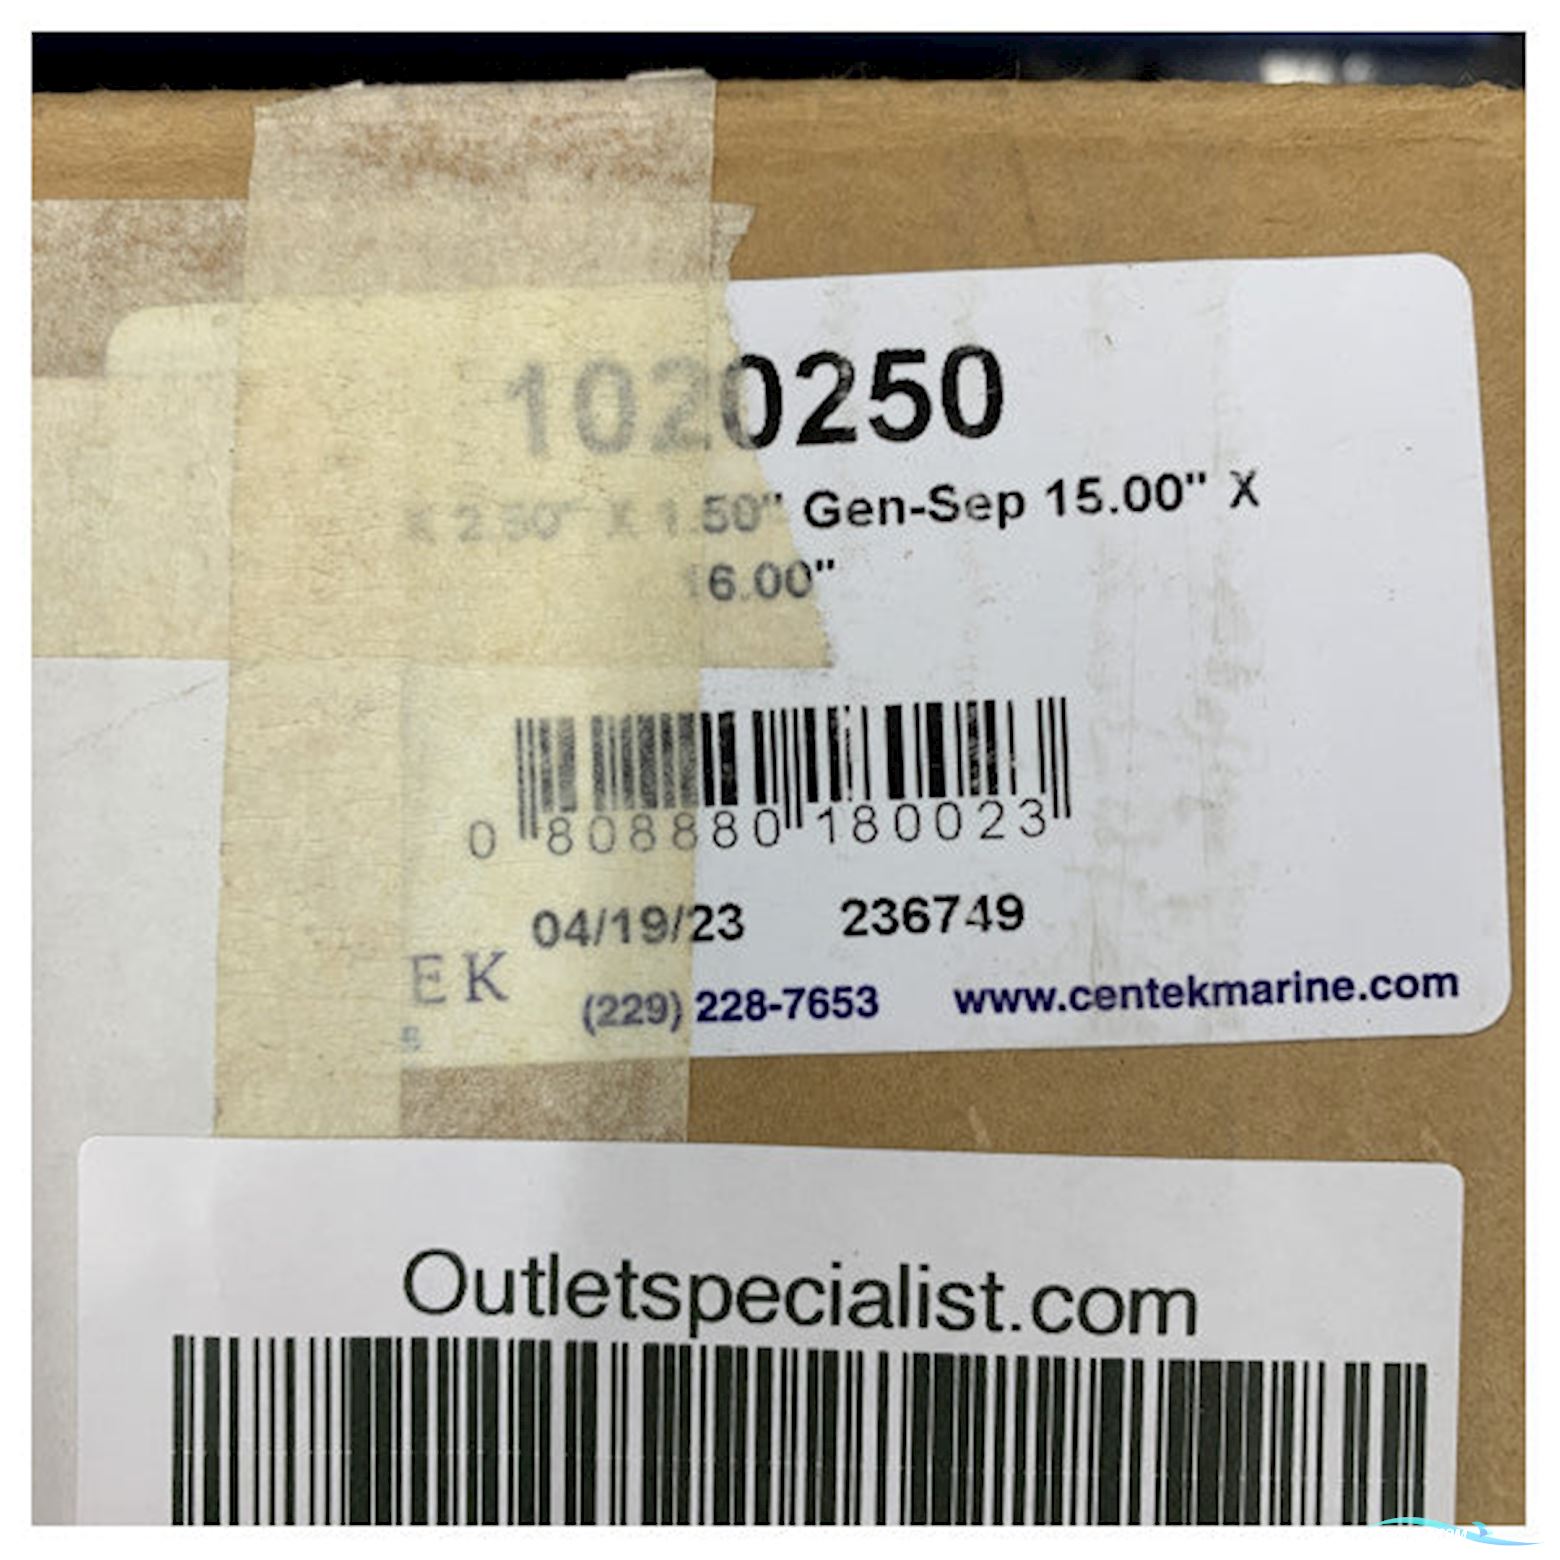 1020250
X 2.50" X 1.50" Gen-Sep 15.00" X
16.00"
0 808880 180023
04/19/23 236749
EK
(229) 228-7653 www.centekmarine.com
Outletspecialist.com